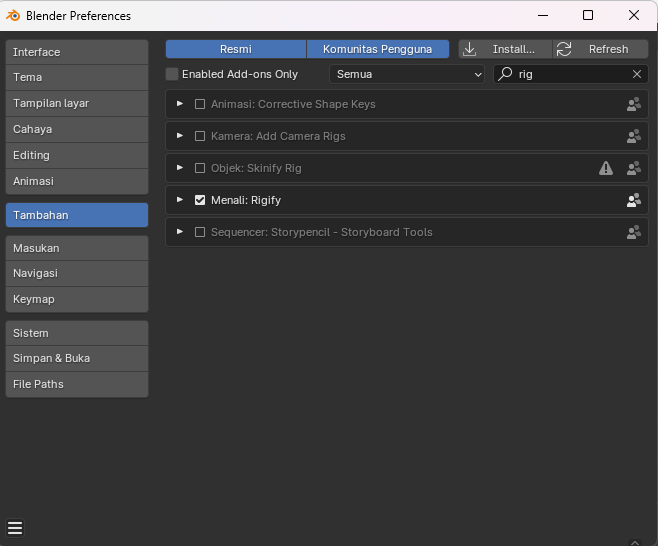 Blender Preferences
Interface
Tema
Tampilan layar
Cahaya
Editing
Animasi
Tambahan
Masukan
Navigasi
Keymap
Sistem
Simpan & Buka
File Paths
Resmi Komunitas Pengguna Install... Refresh
Enabled Add-ons Only Semua rig
Animasi: Corrective Shape Keys
Kamera: Add Camera Rigs
Objek: Skinify Rig
Menali: Rigify
Sequencer: Storypencil - Storyboard Tools